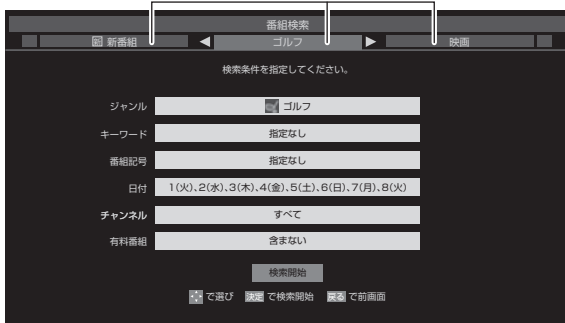 番組検索
新 新番組 ◀ ゴルフ ▶ 映画
検索条件を指定してください。
ジャンル ゴルフ
キーワード 指定なし
番組記号 指定なし
日付 1(火)、2(水)、3(木)、4(金)、5(土)、6(日)、7(月)、8(火)
チャンネル すべて
有料番組 含まない
検索開始
で選び 決定 で検索開始 戻る で前画面